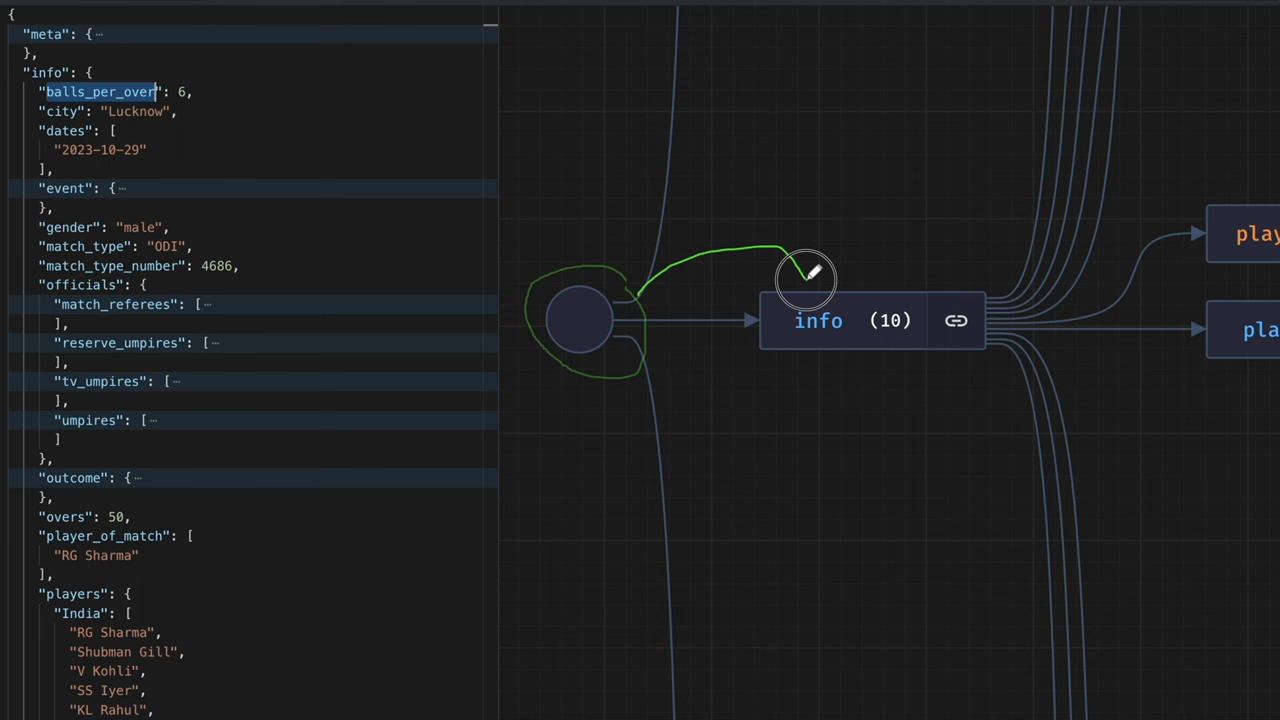 {
"meta": {⋯
},
"info": {
"balls_per_over": 6,
"city": "Lucknow",
"dates": [
"2023-10-29"
],
"event": {⋯
},
"gender": "male",
"match_type": "ODI",
"match_type_number": 4686,
"officials": {
"match_referees": [⋯
],
"reserve_umpires": [⋯
],
"tv_umpires": [⋯
],
"umpires": [⋯
]
},
"outcome": {⋯
},
"overs": 50,
"player_of_match": [
"RG Sharma"
],
"players": {
"India": [
"RG Sharma",
"Shubman Gill",
"V Kohli",
"SS Iyer",
"KL Rahul",
info (10)
play
pla